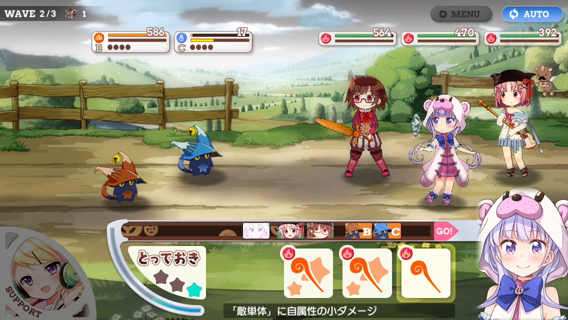 WAVE 2/3 1
MENU
AUTO
586
B
17
C
564
470
392
B
C
GO!
とっておき
SUPPORT
「敵単体」に自属性の小ダメージ